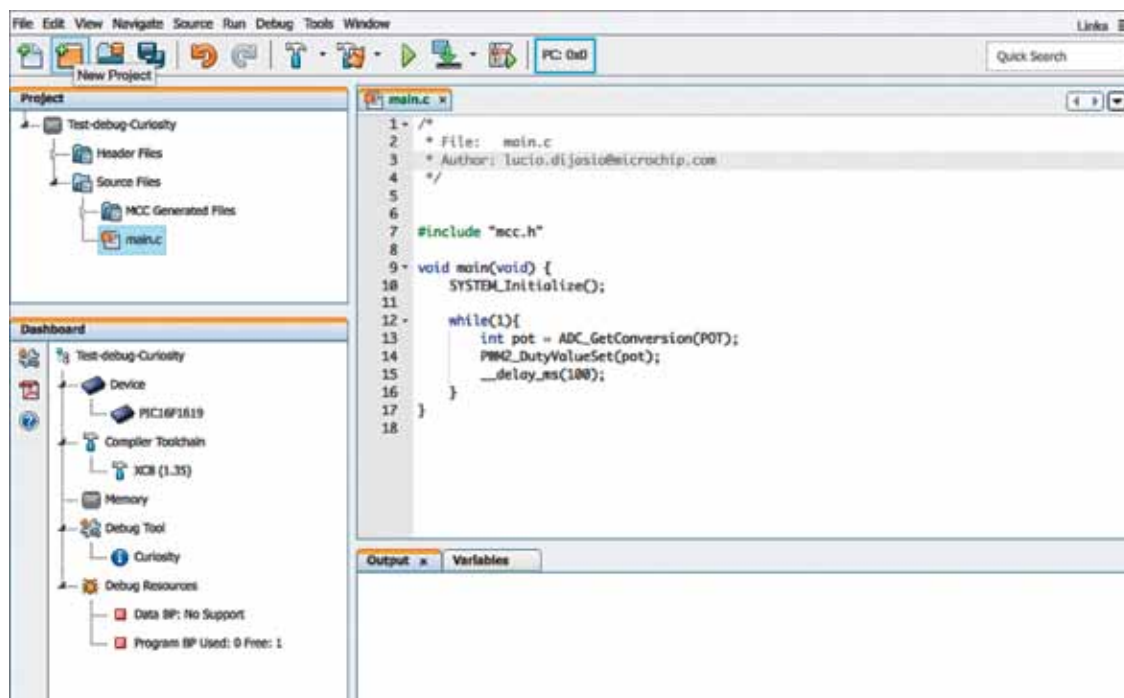 File Edit View Navigate Source Run Debug Tools Window
Links
PC: 0x0
Quick Search
New Project
Project
Test-debug-Curiosity
Header Files
Source Files
MCC Generated Files
main.c
Dashboard
Test-debug-Curiosity
Device
PIC16F1619
Compiler Toolchain
XC8 (1.35)
Memory
Debug Tool
Curiosity
Debug Resources
Data BP: No Support
Program BP Used: 0 Free: 1
main.c x
1 /*
2 * File: main.c
3 * Author: lucio.dijasio@microchip.com
4 */
5
6
7 #include "mcc.h"
8
9 void main(void) {
10 SYSTEM_Initialize();
11
12 while(1){
13 int pot = ADC_GetConversion(POT);
14 PWM2_DutyValueSet(pot);
15 __delay_ms(100);
16 }
17 }
18
Output x Variables